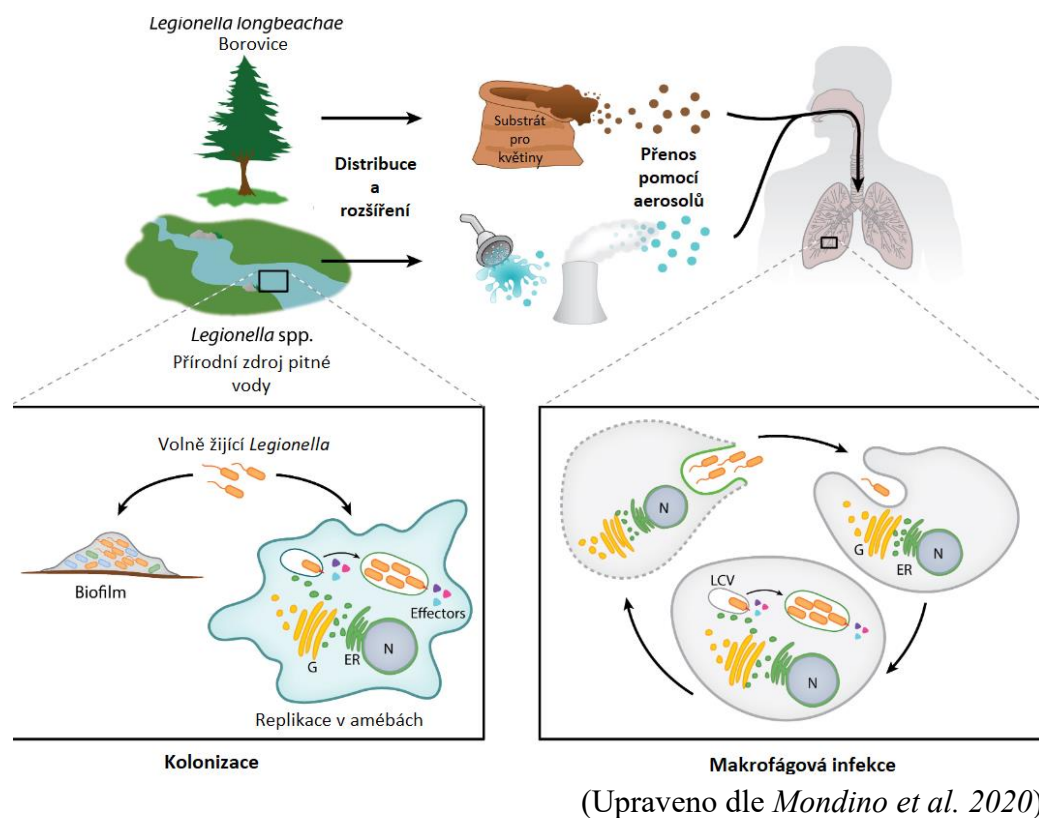 Legionella longbeachae
Borovice
Distribuce
a
rozšíření
Substrát
pro
květiny
Přenos
pomocí
aerosolů
Legionella spp.
Přírodní zdroj pitné
vody
Volně žijící Legionella
Biofilm
Effectors
G
ER
N
Replikace v amébách
Kolonizace
N
G
ER
N
LCV
G
ER
N
Makrofágová infekce
(Upraveno dle Mondino et al. 2020)